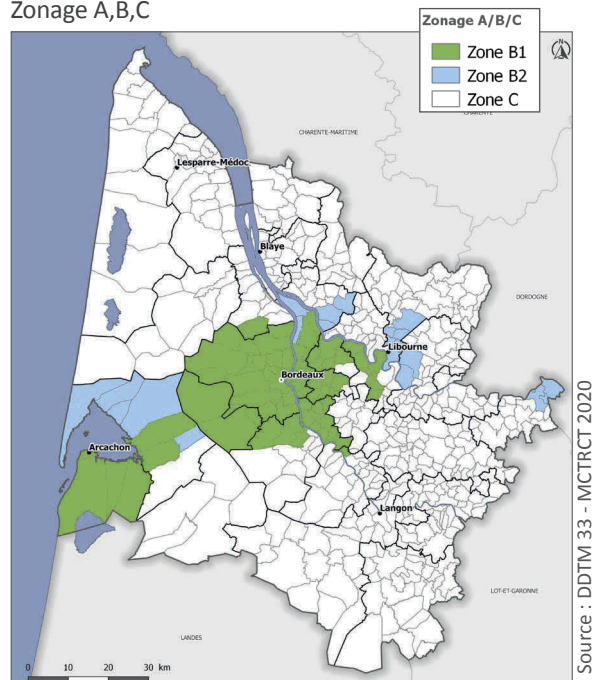 Zonage A,B,C
Zonage A/B/C
Zone B1
Zone B2
Zone C
N
CHARENTE
CHARENTE-MARITIME
Lesparre-Médoc
Blaye
DORDOGNE
Libourne
Bordeaux
Arcachon
Langon
LOT-ET-GARONNE
LANDES
0 10 20 30 km
Source : DDTM 33 - MCTRCT 2020